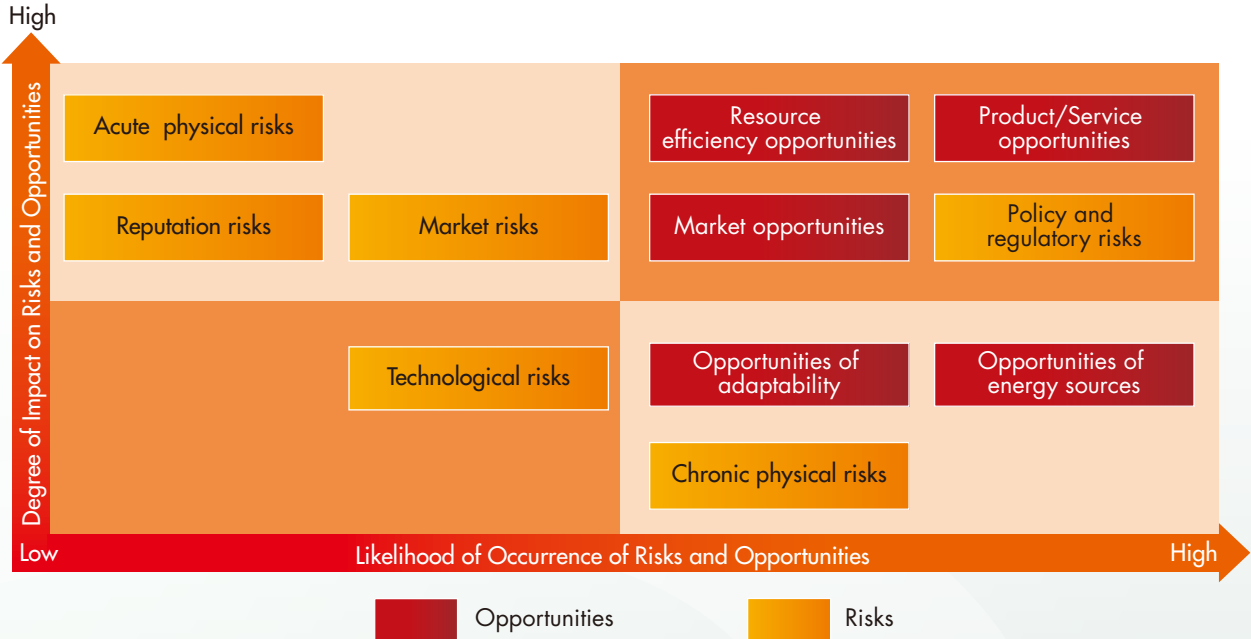 High
Degree of Impact on Risks and Opportunities
Acute physical risks
Resource
efficiency opportunities
Product/Service
opportunities
Reputation risks
Market risks
Market opportunities
Policy and
regulatory risks
Technological risks
Opportunities of
adaptability
Opportunities of
energy sources
Chronic physical risks
Low
Likelihood of Occurrence of Risks and Opportunities
High
Opportunities
Risks